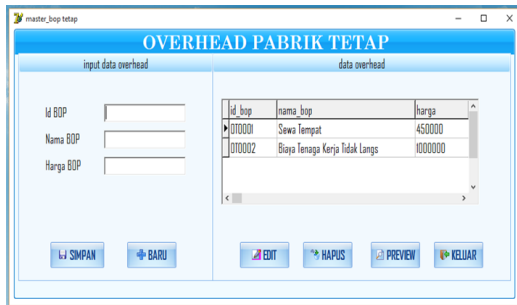 master_bop tetap
OVERHEAD PABRIK TETAP
input data overhead
data overhead
Id BOP
Nama BOP
Harga BOP
id_bop nama_bop harga
OT0001 Sewa Tempat 450000
OT0002 Biaya Tenaga Kerja Tidak Langs 1000000
SIMPAN BARU EDIT HAPUS PREVIEW KELUAR